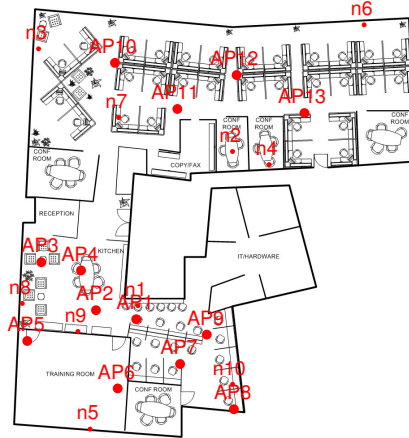 n6
n3
AP10
AP12
AP11
AP13
n7
CONF
ROOM
n2
CONF
ROOM
CONF
ROOM
n4
CONF
ROOM
COPY/FAX
RECEPTION
KITCHEN
IT/HARDWARE
AP3
AP4
n8
AP2
n1
AP1
AP5
n9
AP9
AP7
TRAINING ROOM
AP6
n10
CONF ROOM
AP8
n5